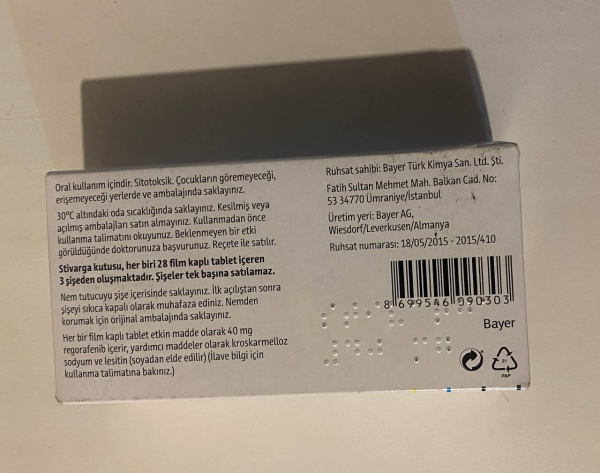 Oral kullanım içindir. Sitotoksik. Çocukların göremeyeceği,
erişemeyeceği yerlerde ve ambalajında saklayınız.
30°C altındaki oda sıcaklığında saklayınız. Kesilmiş veya
açılmış ambalajları satın almayınız. Kullanmadan önce
kullanma talimatını okuyunuz. Beklenmeyen bir etki
görüldüğünde doktorunuza başvurunuz. Reçete ile satılır.
Stivarga kutusu, her biri 28 film kaplı tablet içeren
3 şişeden oluşmaktadır. Şişeler tek başına satılamaz.
Nem tutucuyu şişe içerisinde saklayınız. İlk açılıştan sonra
şişeyi sıkıca kapalı olarak muhafaza ediniz. Nemden
korumak için orijinal ambalajında saklayınız.
Her bir film kaplı tablet etkin madde olarak 40 mg
regorafenib içerir, yardımcı maddeler olarak kroskarmelloz
sodyum ve lesitin (soyadan elde edilir) (İlave bilgi için
kullanma talimatına bakınız.)
Ruhsat sahibi: Bayer Türk Kimya San. Ltd. Şti.
Fatih Sultan Mehmet Mah. Balkan Cad. No:
53 34770 Ümraniye/İstanbul
Üretim yeri: Bayer AG,
Wiesdorf/Leverkusen/Almanya
Ruhsat numarası: 18/05/2015 - 2015/410
8 699546 090303
Bayer
PAP